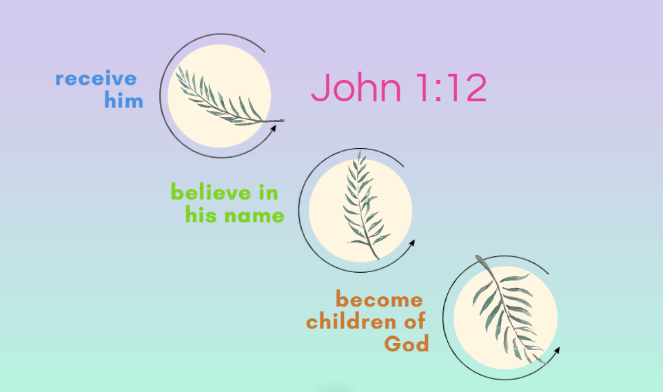 John 1:12
receive
him
believe in
his name
become
children of
God